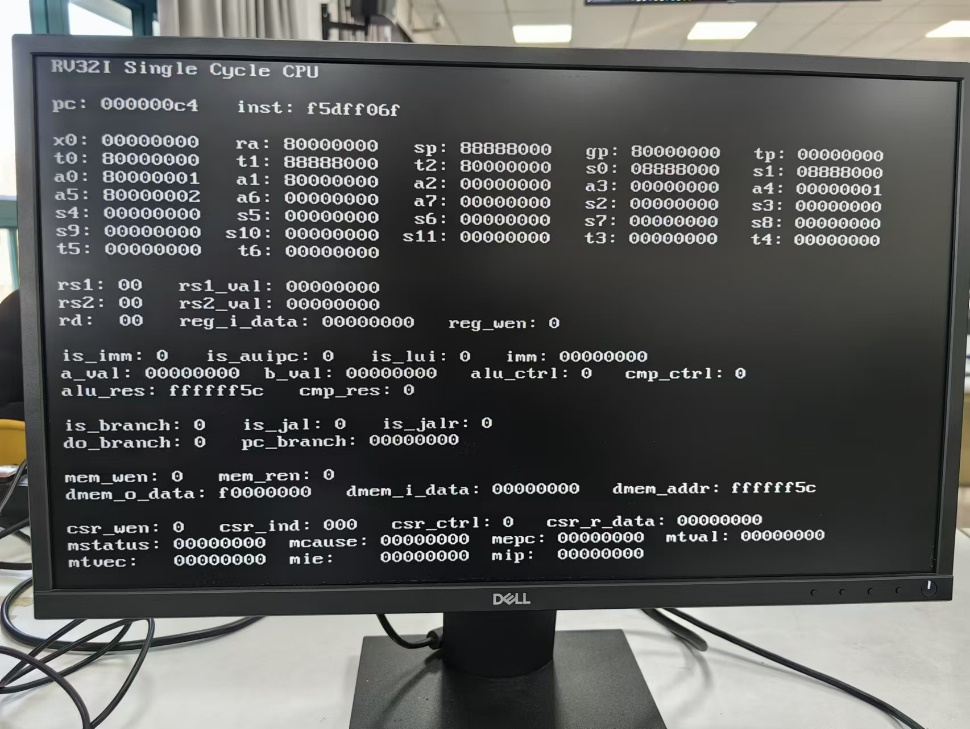 RV32I Single Cycle CPU
pc: 000000c4 inst: f5dff06f
x0: 00000000 ra: 80000000 sp: 88888000 gp: 80000000 tp: 00000000
t0: 80000000 t1: 88888000 t2: 80000000 s0: 08888000 s1: 08888000
a0: 80000001 a1: 80000000 a2: 00000000 a3: 00000000 a4: 00000001
a5: 80000002 a6: 00000000 a7: 00000000 s2: 00000000 s3: 00000000
s4: 00000000 s5: 00000000 s6: 00000000 s7: 00000000 s8: 00000000
s9: 00000000 s10: 00000000 s11: 00000000 t3: 00000000 t4: 00000000
t5: 00000000 t6: 00000000
rs1: 00 rs1_val: 00000000
rs2: 00 rs2_val: 00000000
rd: 00 reg_i_data: 00000000 reg_wen: 0
is_imm: 0 is_auipc: 0 is_lui: 0 imm: 00000000
a_val: 00000000 b_val: 00000000 alu_ctrl: 0 cmp_ctrl: 0
alu_res: ffffff5c cmp_res: 0
is_branch: 0 is_jal: 0 is_jalr: 0
do_branch: 0 pc_branch: 00000000
mem_wen: 0 mem_ren: 0
dmem_o_data: f0000000 dmem_i_data: 00000000 dmem_addr: ffffff5c
csr_wen: 0 csr_ind: 000 csr_ctrl: 0 csr_r_data: 00000000
mstatus: 00000000 mcause: 00000000 mepc: 00000000 mtval: 00000000
mtvec: 00000000 mie: 00000000 mip: 00000000
DELL